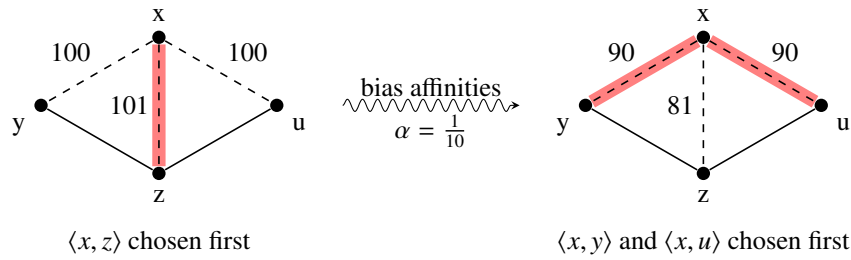 x
100 100
101
y u
z
⟨x, z⟩ chosen first
bias affinities
α = 1/10
x
90 90
81
y u
z
⟨x, y⟩ and ⟨x, u⟩ chosen first